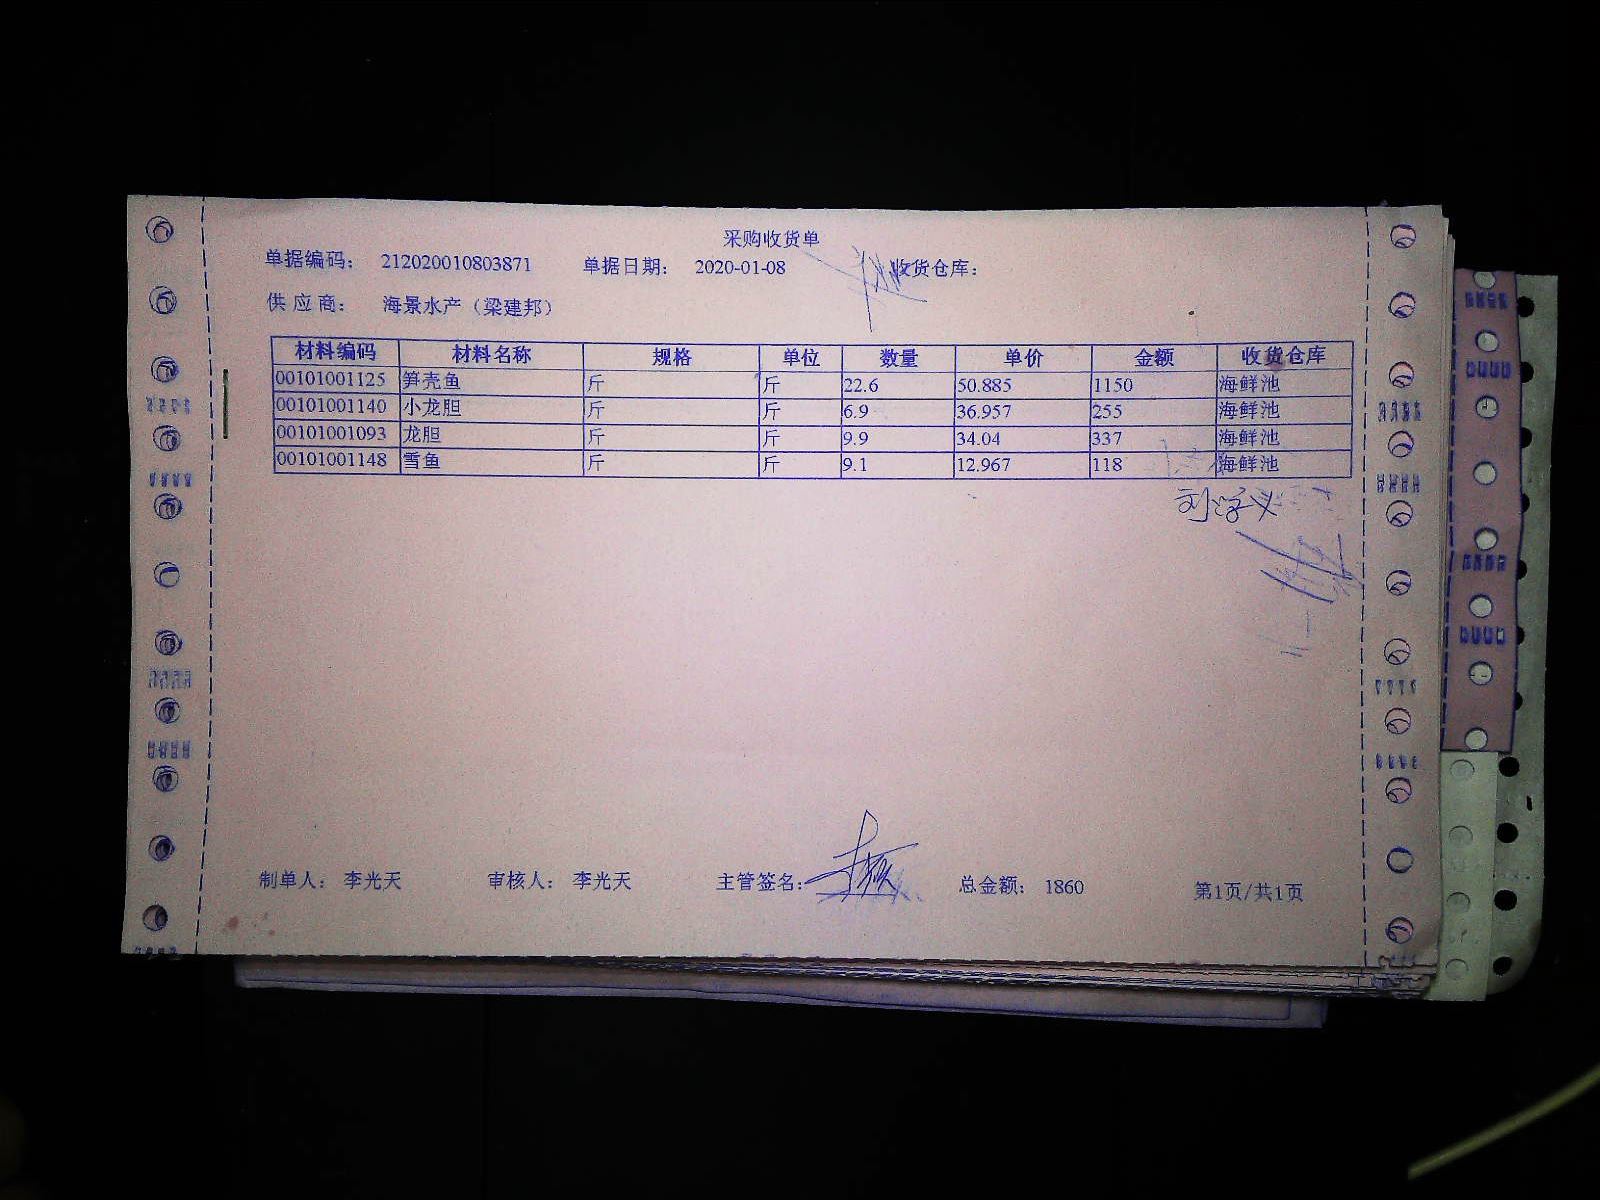 采购收货单
单据编码: 212020010803871 单据日期: 2020-01-08 收货仓库:
供应商: 海景水产（梁建邦）
材料编码 材料名称 规格 单位 数量 单价 金额 收货仓库
00101001125 笋壳鱼 斤 斤 22.6 50.885 1150 海鲜池
00101001140 小龙胆 斤 斤 6.9 36.957 255 海鲜池
00101001093 龙胆 斤 斤 9.9 34.04 337 海鲜池
00101001148 雪鱼 斤 斤 9.1 12.967 118 海鲜池
刘学义
制单人: 李光天 审核人: 李光天 主管签名: 总金额: 1860 第1页/共1页